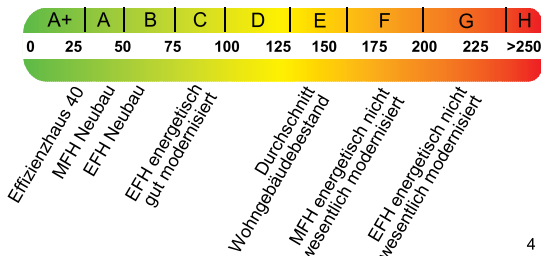 A+ A B C D E F G H
0 25 50 75 100 125 150 175 200 225 >250
Effizienzhaus 40
MFH Neubau
EFH Neubau
EFH energetisch
gut modernisiert
Durchschnitt
Wohngebäudebestand
MFH energetisch nicht
wesentlich modernisiert
EFH energetisch nicht
wesentlich modernisiert
4